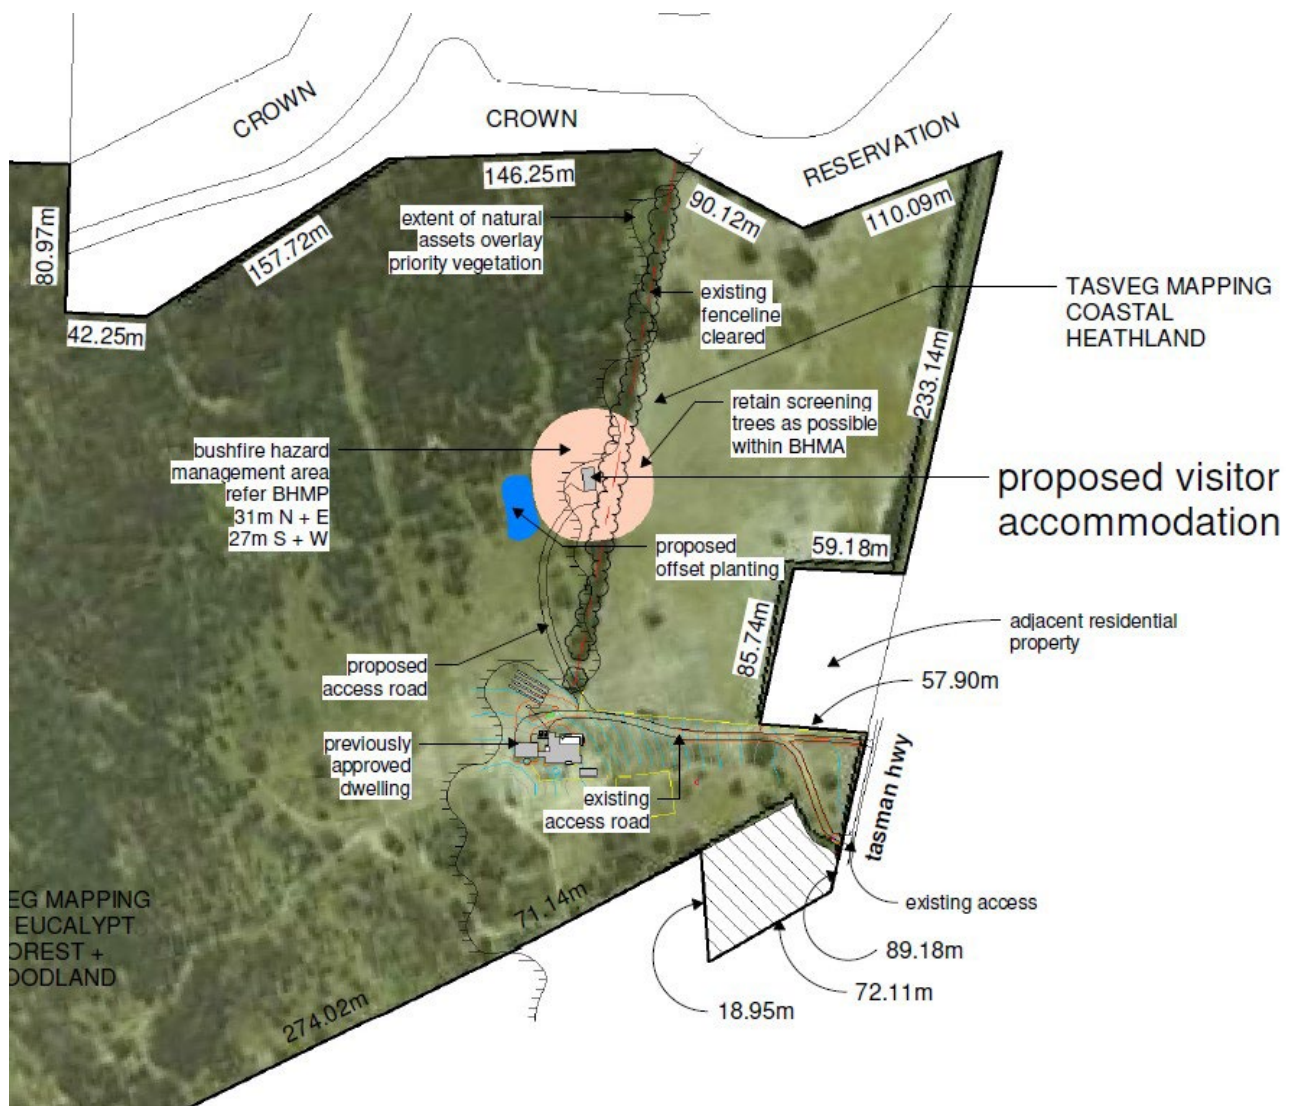 CROWN
CROWN
RESERVATION
80.97m
42.25m
157.72m
146.25m
90.12m
110.09m
extent of natural
assets overlay
priority vegetation
existing
fenceline
cleared
TASVEG MAPPING
COASTAL
HEATHLAND
233.14m
retain screening
trees as possible
within BHMA
bushfire hazard
management area
refer BHMP
31m N + E
27m S + W
proposed visitor
accommodation
proposed
offset planting
59.18m
85.74m
adjacent residential
property
57.90m
proposed
access road
previously
approved
dwelling
existing
access road
tasman hwy
existing access
89.18m
72.11m
18.95m
71.14m
274.02m
EG MAPPING
EUCALYPT
OREST +
OODLAND